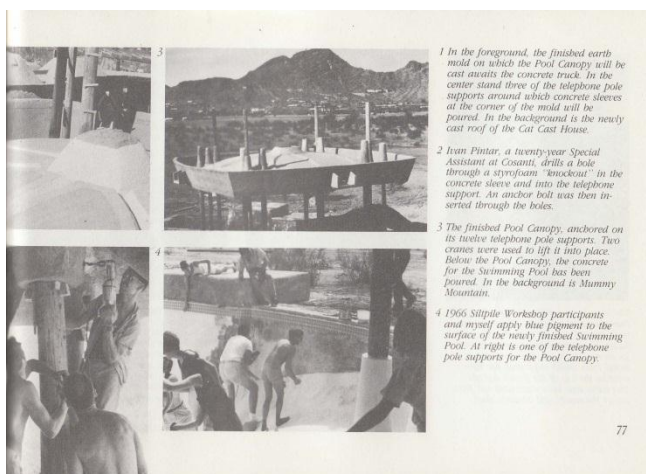 3
4
1 In the foreground, the finished earth
mold on which the Pool Canopy will be
cast awaits the concrete truck. In the
center stand three of the telephone pole
supports around which concrete sleeves
at the corner of the mold will be
poured. In the background is the newly
cast roof of the Cat Cast House.
2 Ivan Pintar, a twenty-year Special
Assistant at Cosanti, drills a hole
through a styrofoam "knockout" in the
concrete sleeve and into the telephone
support. An anchor bolt was then in-
serted through the holes.
3 The finished Pool Canopy, anchored on
its twelve telephone pole supports. Two
cranes were used to lift it into place.
Below the Pool Canopy, the concrete
for the Swimming Pool has been
poured. In the background is Mummy
Mountain.
4 1966 Siltpile Workshop participants
and myself apply blue pigment to the
surface of the newly finished Swimming
Pool. At right is one of the telephone
pole supports for the Pool Canopy.
77